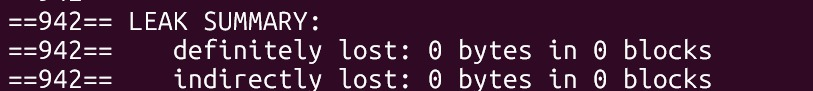 ==942== LEAK SUMMARY:
==942==    definitely lost: 0 bytes in 0 blocks
==942==    indirectly lost: 0 bytes in 0 blocks